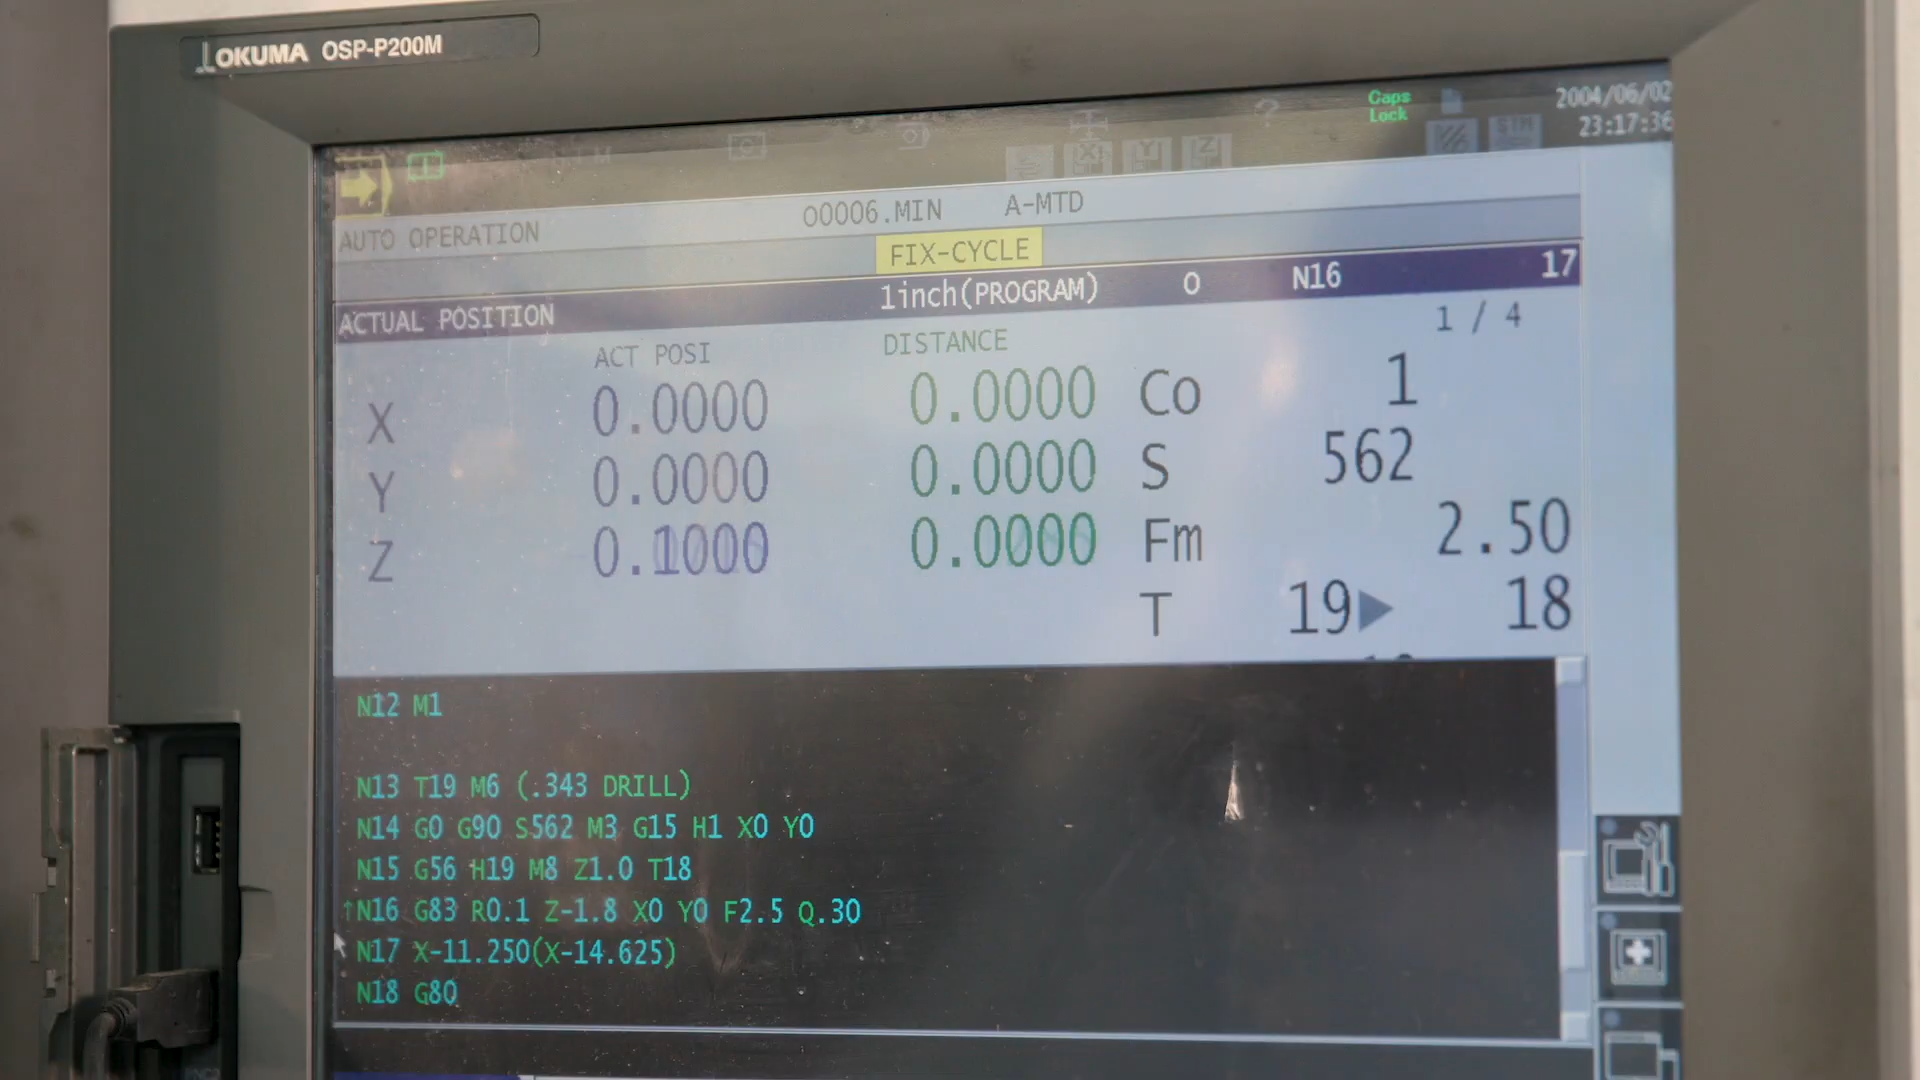 OKUMA OSP-P200M
Caps Lock
2004/06/02
23:17:36
X Y Z
AUTO OPERATION O0006.MIN A-MTD
FIX-CYCLE
ACTUAL POSITION 1inch(PROGRAM) 0 N16 17
1 / 4
ACT POSI DISTANCE
X 0.0000 0.0000 Co 1
Y 0.0000 0.0000 S 562
Z 0.1000 0.0000 Fm 2.50
T 19 18
N12 M1
N13 T19 M6 (.343 DRILL)
N14 G0 G90 S562 M3 G15 H1 X0 Y0
N15 G56 H19 M8 Z1.0 T18
↑N16 G83 R0.1 Z-1.8 X0 Y0 F2.5 Q.30
N17 X-11.250(X-14.625)
N18 G80